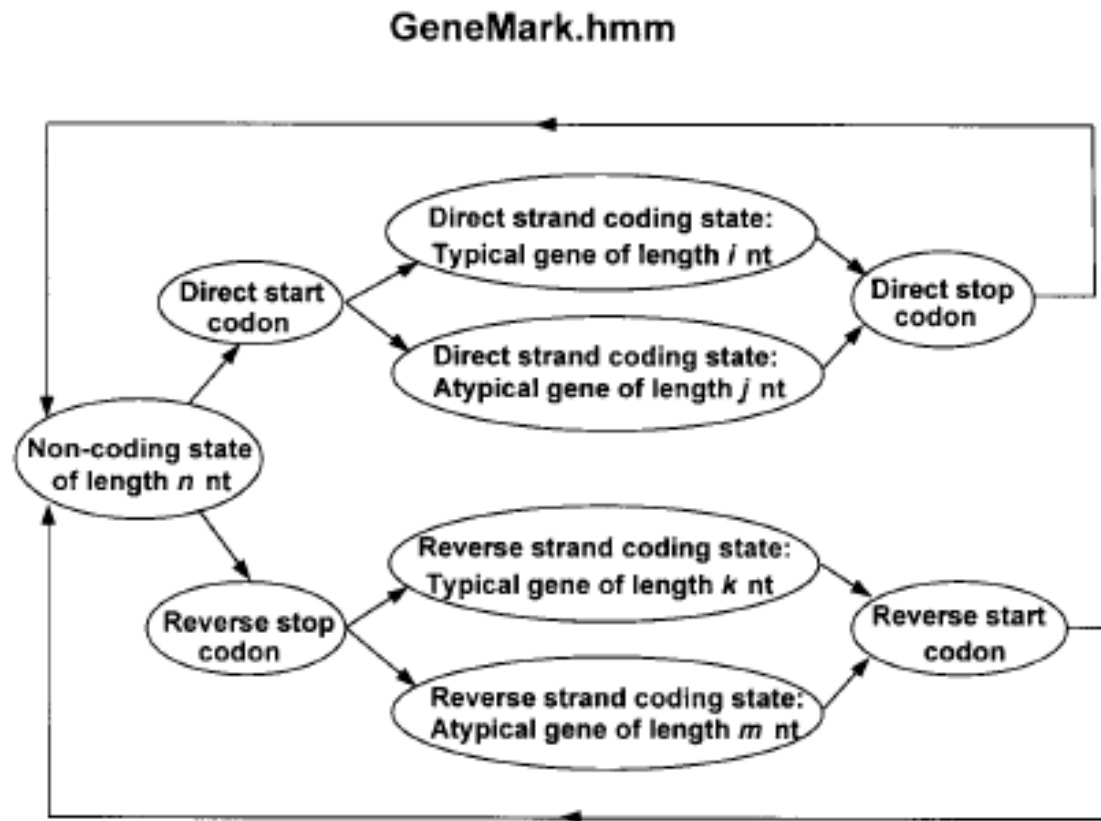 GeneMark.hmm
Direct strand coding state:
Typical gene of length i nt
Direct start
codon
Direct stop
codon
Direct strand coding state:
Atypical gene of length j nt
Non-coding state
of length n nt
Reverse strand coding state:
Typical gene of length k nt
Reverse stop
codon
Reverse start
codon
Reverse strand coding state:
Atypical gene of length m nt